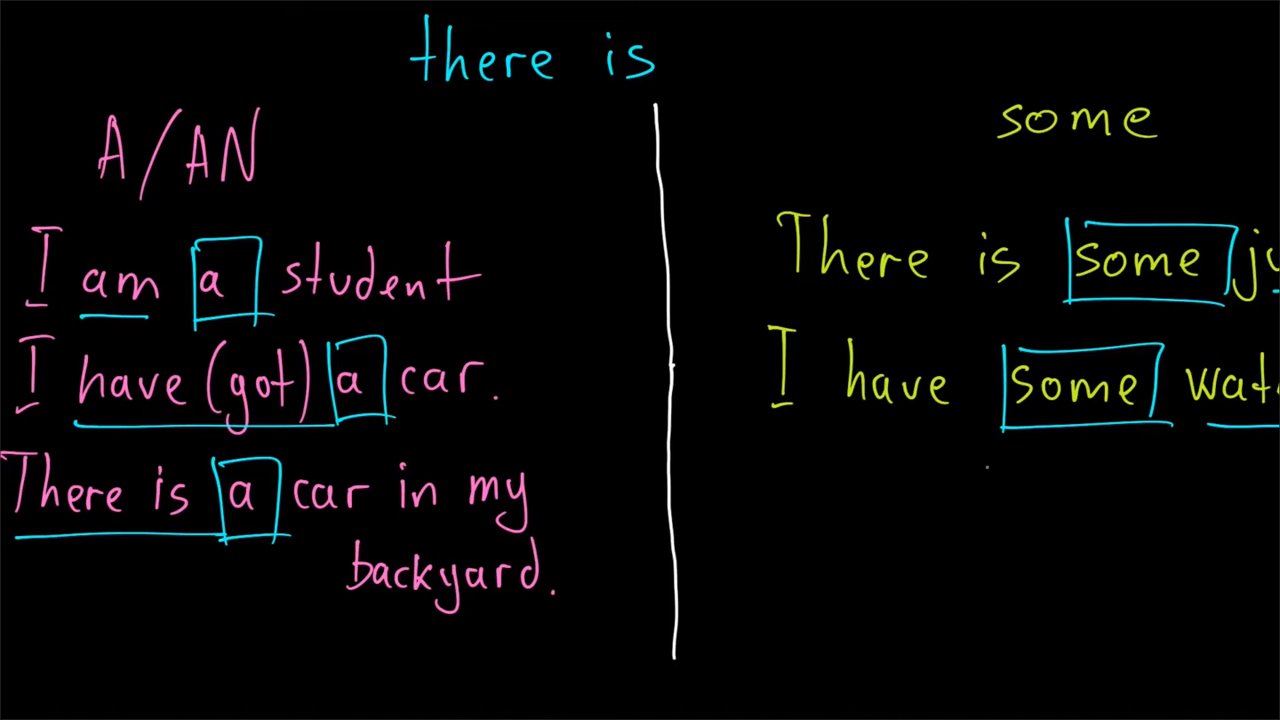 there is
A/AN
I am a student
I have (got) a car.
There is a car in my
backyard.
some
There is some
I have some